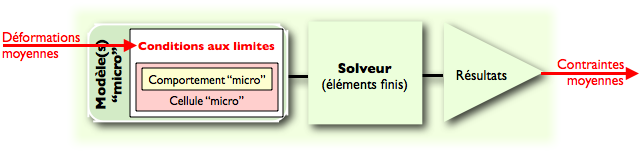 Déformations
moyennes
Modèle(s)
“micro”
Conditions aux limites
Comportement “micro”
Cellule “micro”
Solveur
(éléments finis)
Résultats
Contraintes
moyennes